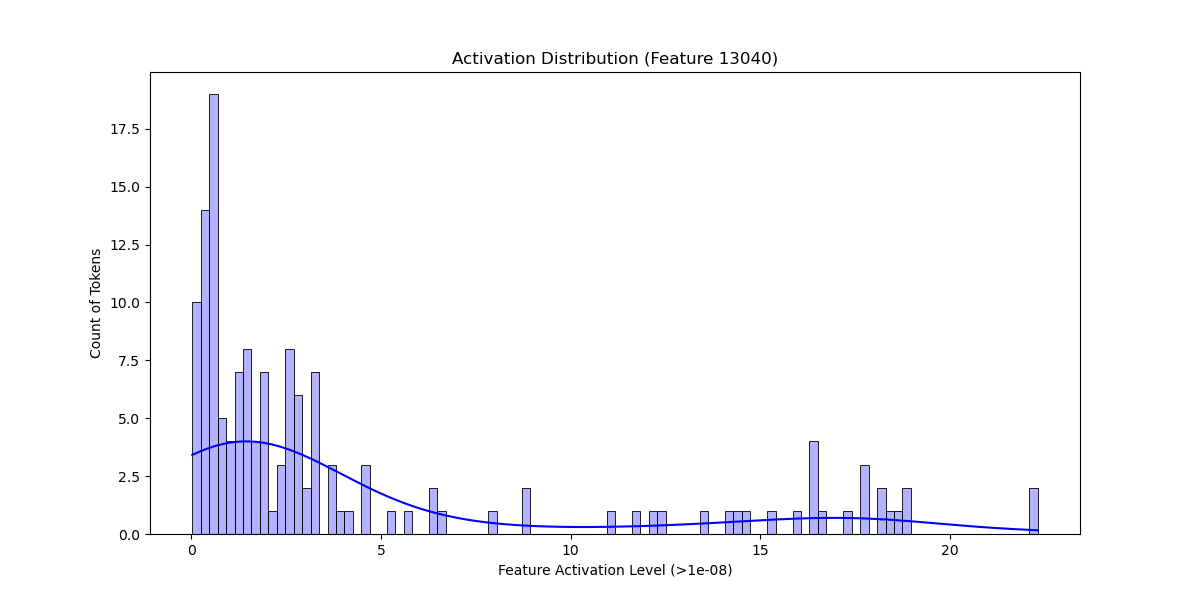 Activation Distribution (Feature 13040)
Count of Tokens
17.5
15.0
12.5
10.0
7.5
5.0
2.5
0.0
0 5 10 15 20
Feature Activation Level (>1e-08)